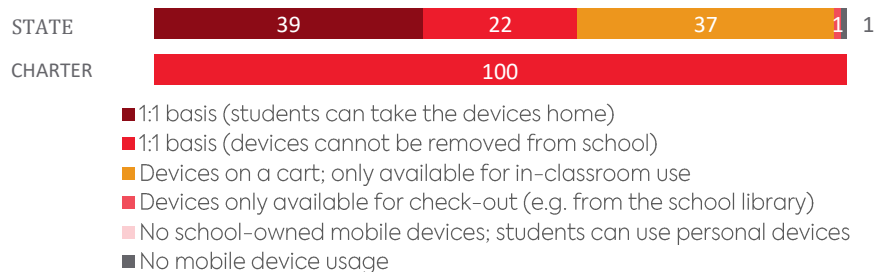 STATE 39 22 37 1 1
CHARTER 100
1:1 basis (students can take the devices home)
1:1 basis (devices cannot be removed from school)
Devices on a cart; only available for in-classroom use
Devices only available for check-out (e.g. from the school library)
No school-owned mobile devices; students can use personal devices
No mobile device usage